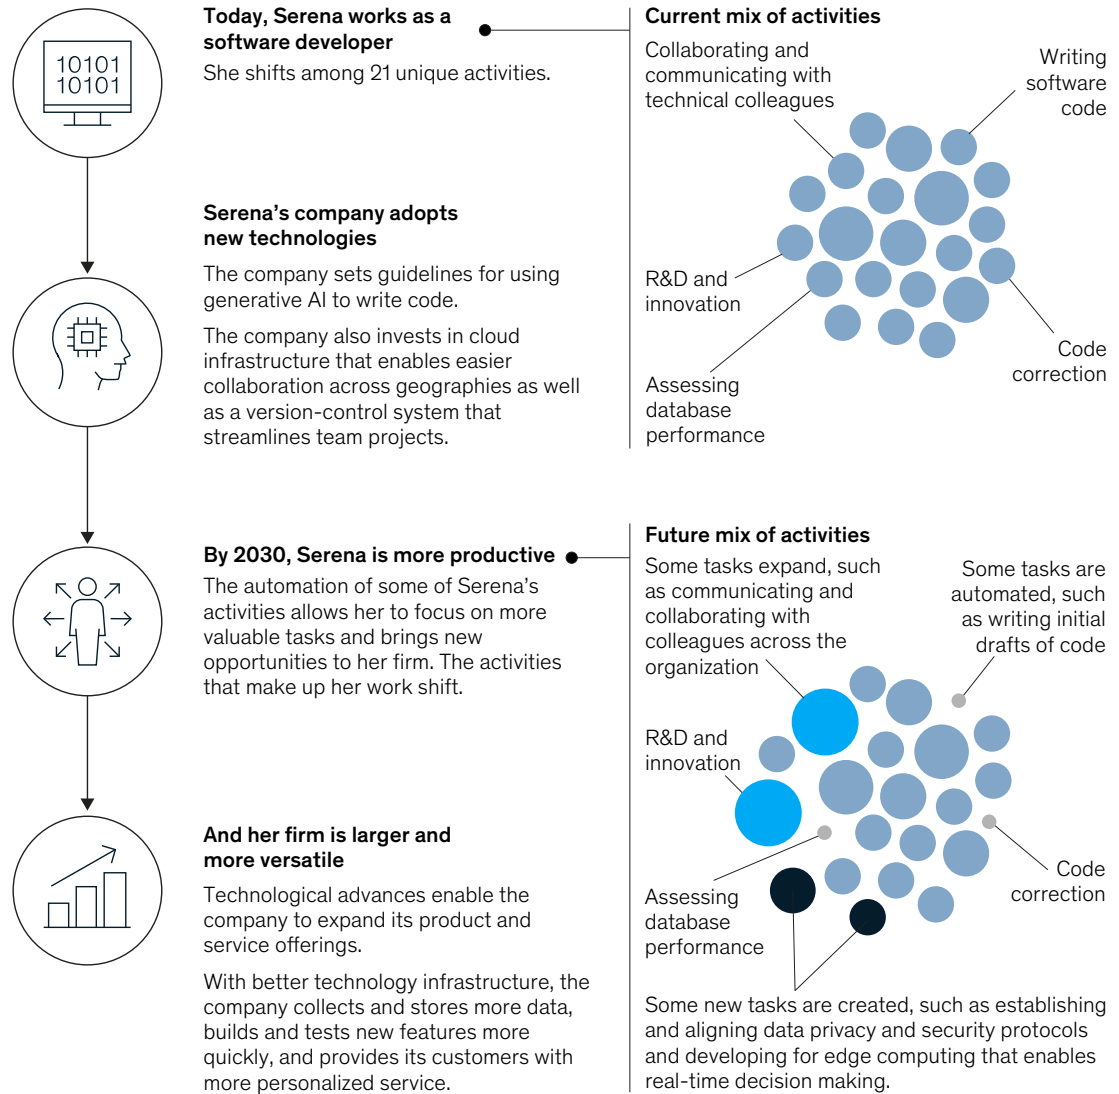 10101
10101
Today, Serena works as a
software developer
She shifts among 21 unique activities.
Serena’s company adopts
new technologies
The company sets guidelines for using
generative AI to write code.
The company also invests in cloud
infrastructure that enables easier
collaboration across geographies as well
as a version-control system that
streamlines team projects.
By 2030, Serena is more productive
The automation of some of Serena’s
activities allows her to focus on more
valuable tasks and brings new
opportunities to her firm. The activities
that make up her work shift.
And her firm is larger and
more versatile
Technological advances enable the
company to expand its product and
service offerings.
With better technology infrastructure, the
company collects and stores more data,
builds and tests new features more
quickly, and provides its customers with
more personalized service.
Current mix of activities
Collaborating and
communicating with
technical colleagues
Writing
software
code
R&D and
innovation
Assessing
database
performance
Code
correction
Future mix of activities
Some tasks expand, such
as communicating and
collaborating with
colleagues across the
organization
Some tasks are
automated, such
as writing initial
drafts of code
R&D and
innovation
Assessing
database
performance
Code
correction
Some new tasks are created, such as establishing
and aligning data privacy and security protocols
and developing for edge computing that enables
real-time decision making.